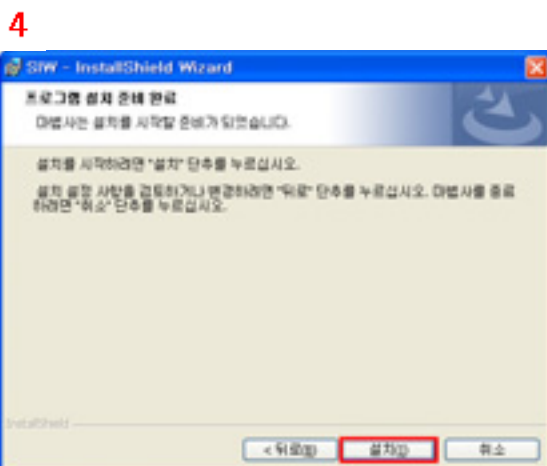 4
SIW - InstallShield Wizard
프로그램 설치 준비 완료
마법사는 설치를 시작할 준비가 되었습니다.
설치를 시작하려면 "설치" 단추를 누르십시오.
설치 설정 사항을 검토하거나 변경하려면 "뒤로" 단추를 누르십시오. 마법사를 종료
하려면 "취소" 단추를 누르십시오.
InstallShield
< 뒤로(B) 설치(I) 취소